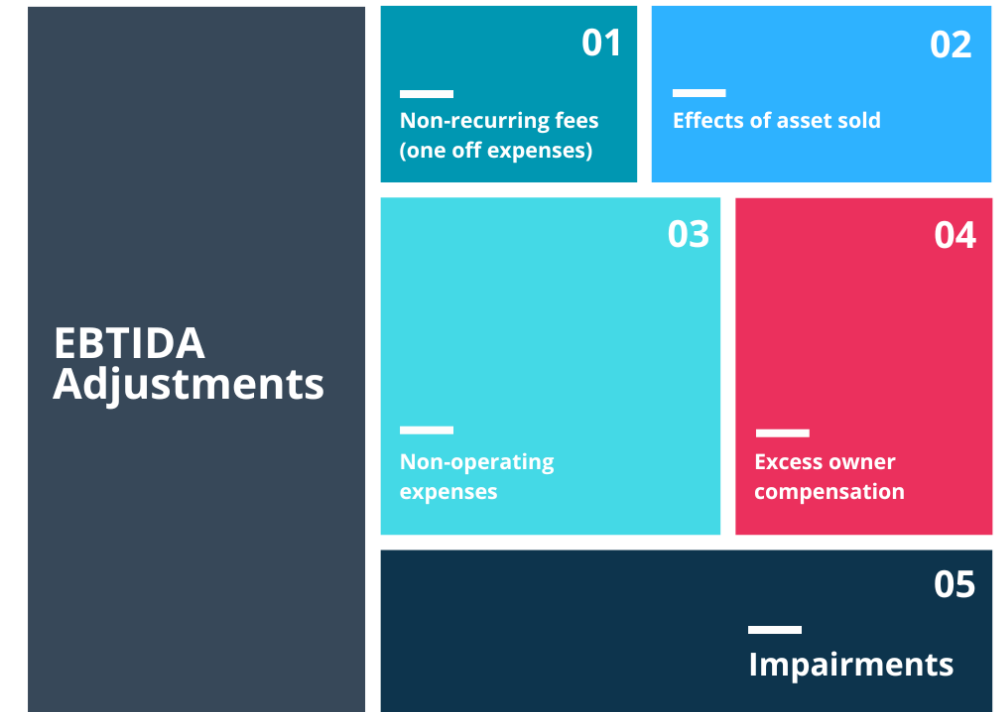 EBTIDA
Adjustments
01
Non-recurring fees
(one off expenses)
02
Effects of asset sold
03
Non-operating
expenses
04
Excess owner
compensation
05
Impairments